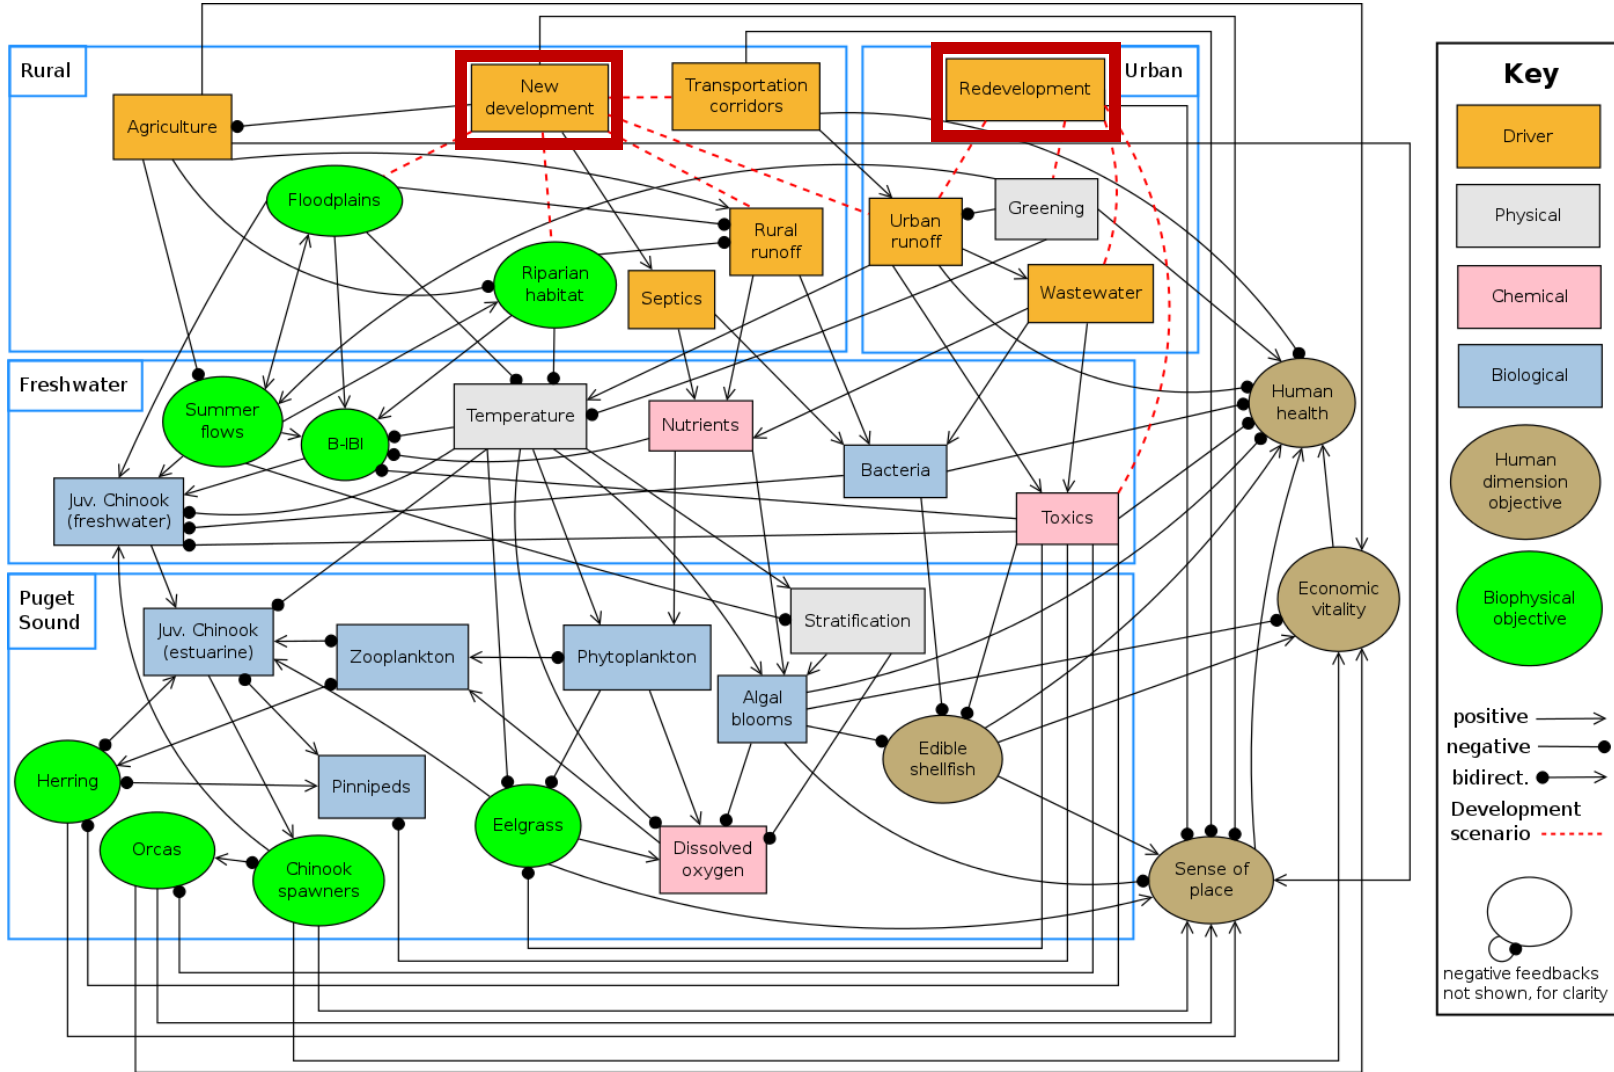 Rural
New
development
Transportation
corridors
Agriculture
Floodplains
Riparian
habitat
Septics
Rural
runoff
Urban
Redevelopment
Greening
Urban
runoff
Wastewater
Freshwater
Summer
flows
B-IBI
Temperature
Nutrients
Bacteria
Toxics
Juv. Chinook
(freshwater)
Human
health
Economic
vitality
Puget
Sound
Juv. Chinook
(estuarine)
Zooplankton
Phytoplankton
Stratification
Algal
blooms
Edible
shellfish
Herring
Pinnipeds
Orcas
Chinook
spawners
Eelgrass
Dissolved
oxygen
Sense of
place
Key
Driver
Physical
Chemical
Biological
Human
dimension
objective
Biophysical
objective
positive
negative
bidirect.
Development
scenario
negative feedbacks
not shown, for clarity